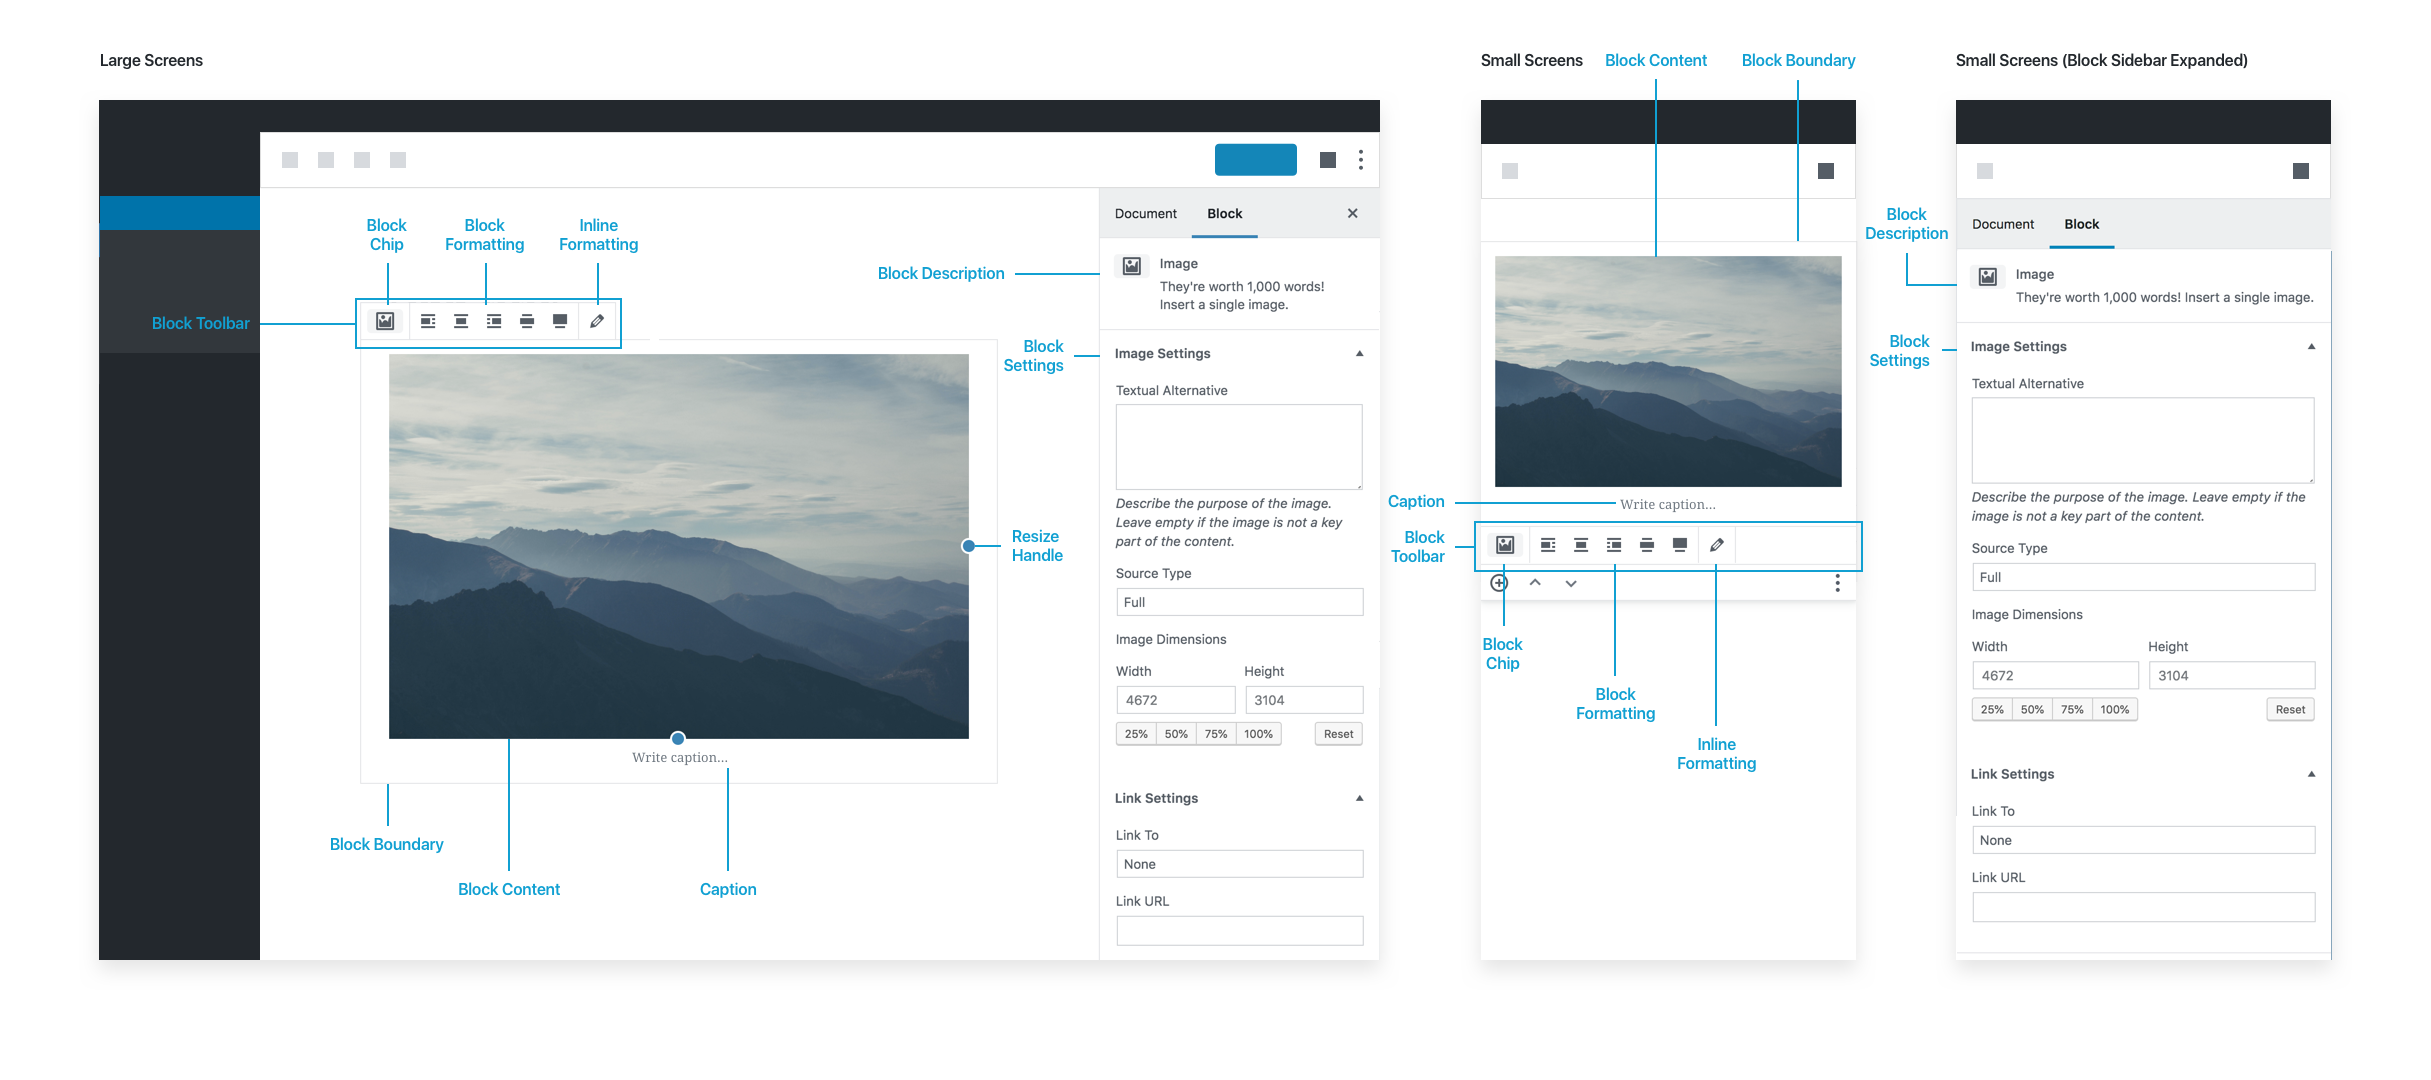 Large Screens
Block
Chip
Block
Formatting
Inline
Formatting
Block Toolbar
Block Description
Block
Settings
Resize
Handle
Write caption...
Block Boundary
Block Content
Caption
Document
Block
Image
They're worth 1,000 words!
Insert a single image.
Image Settings
Textual Alternative
Describe the purpose of the image.
Leave empty if the image is not a key
part of the content.
Source Type
Full
Image Dimensions
Width
Height
4672
3104
25%
50%
75%
100%
Reset
Link Settings
Link To
None
Link URL
Small Screens
Block Content
Block Boundary
Caption
Write caption...
Block
Toolbar
Block
Chip
Block
Formatting
Inline
Formatting
Small Screens (Block Sidebar Expanded)
Block
Description
Block
Settings
Document
Block
Image
They're worth 1,000 words! Insert a single image.
Image Settings
Textual Alternative
Describe the purpose of the image. Leave empty if the
image is not a key part of the content.
Source Type
Full
Image Dimensions
Width
Height
4672
3104
25%
50%
75%
100%
Reset
Link Settings
Link To
None
Link URL